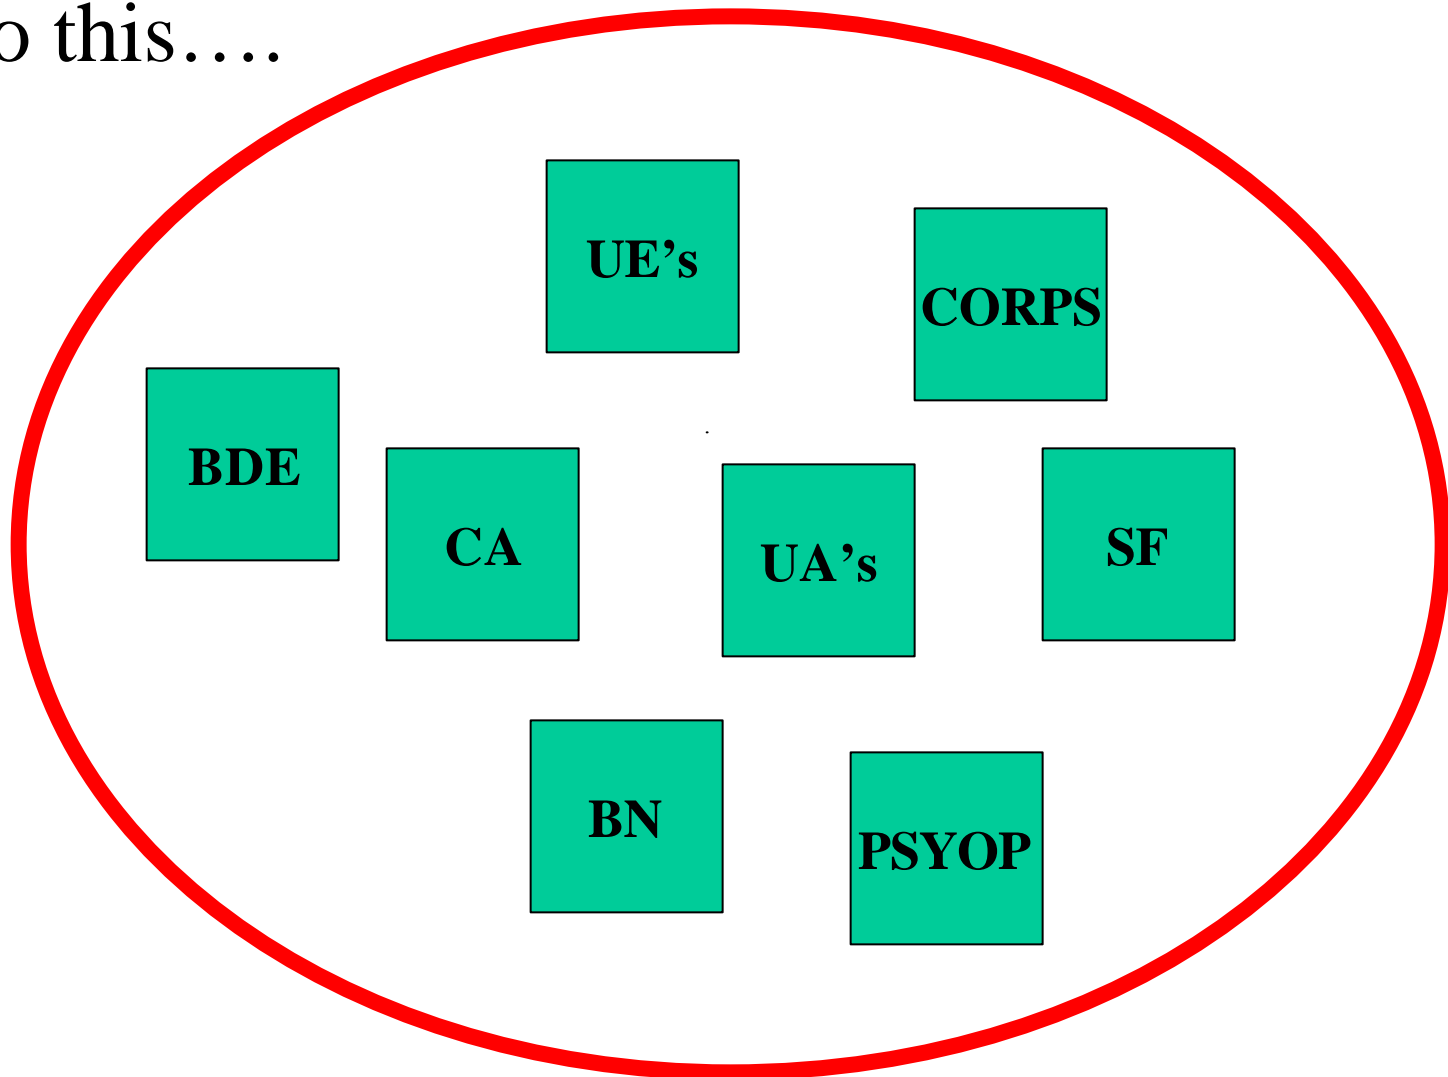 o this….
UE’s
CORPS
BDE
CA
UA’s
SF
BN
PSYOP